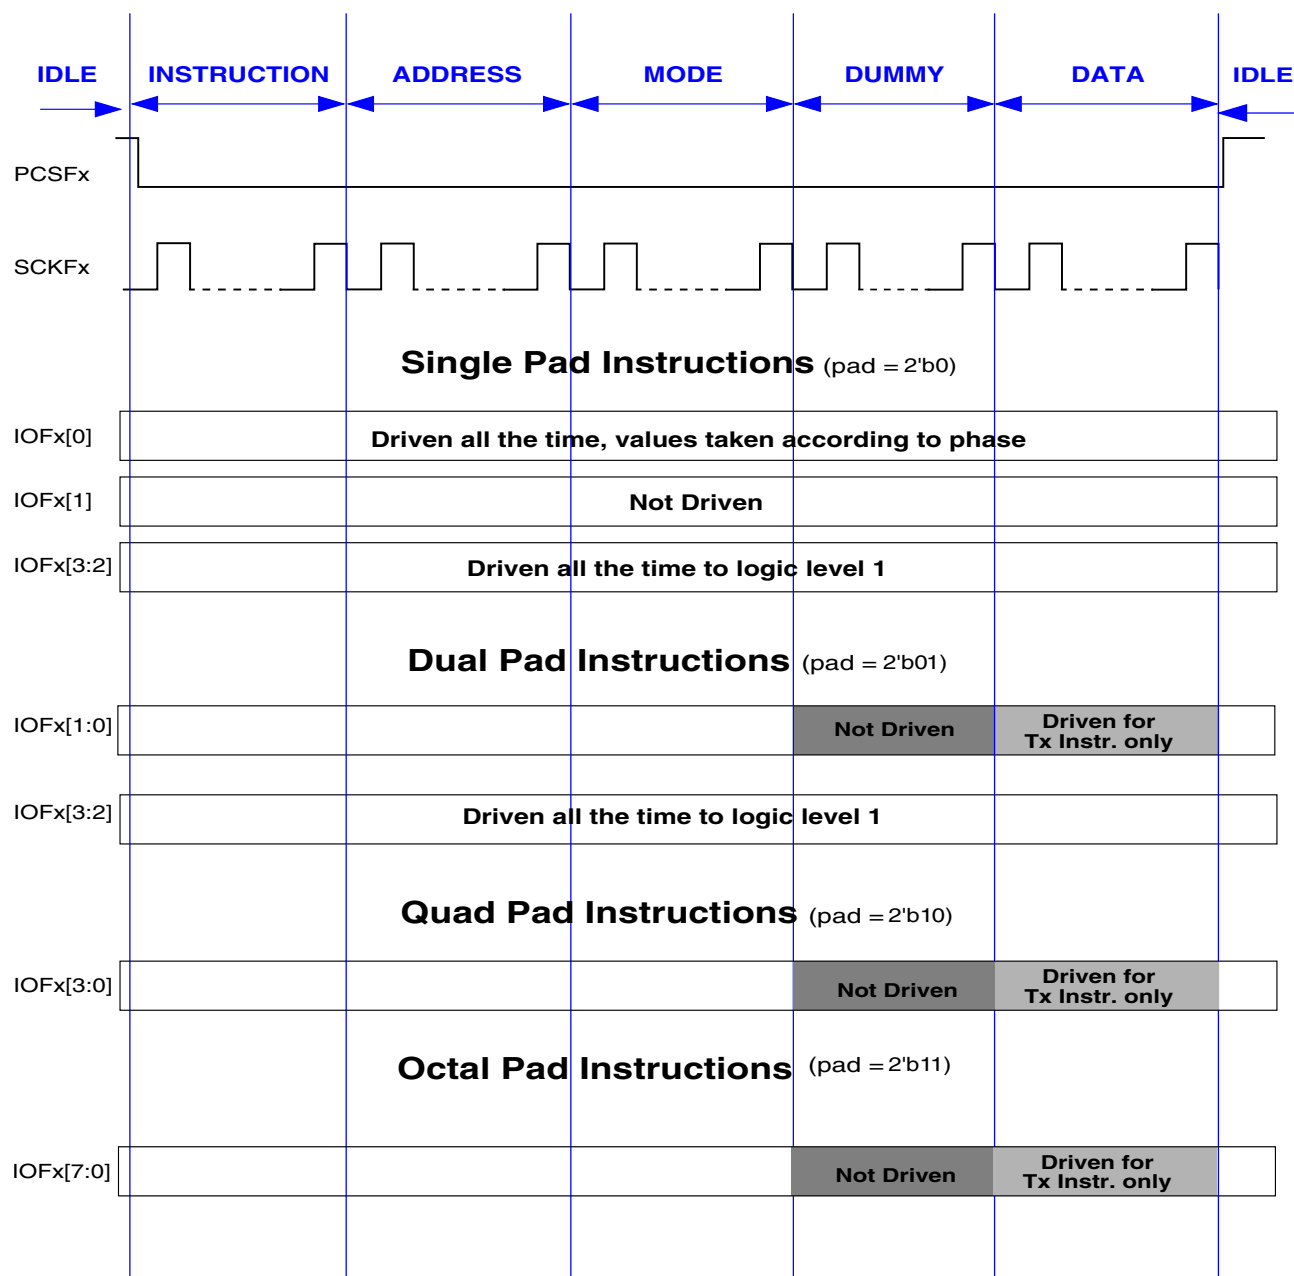 IDLE INSTRUCTION ADDRESS MODE DUMMY DATA IDLE
PCSFx
SCKFx
Single Pad Instructions (pad = 2'b0)
IOFx[0] Driven all the time, values taken according to phase
IOFx[1] Not Driven
IOFx[3:2] Driven all the time to logic level 1
Dual Pad Instructions (pad = 2'b01)
IOFx[1:0] Not Driven Driven for
Tx Instr. only
IOFx[3:2] Driven all the time to logic level 1
Quad Pad Instructions (pad = 2'b10)
IOFx[3:0] Not Driven Driven for
Tx Instr. only
Octal Pad Instructions (pad = 2'b11)
IOFx[7:0] Not Driven Driven for
Tx Instr. only